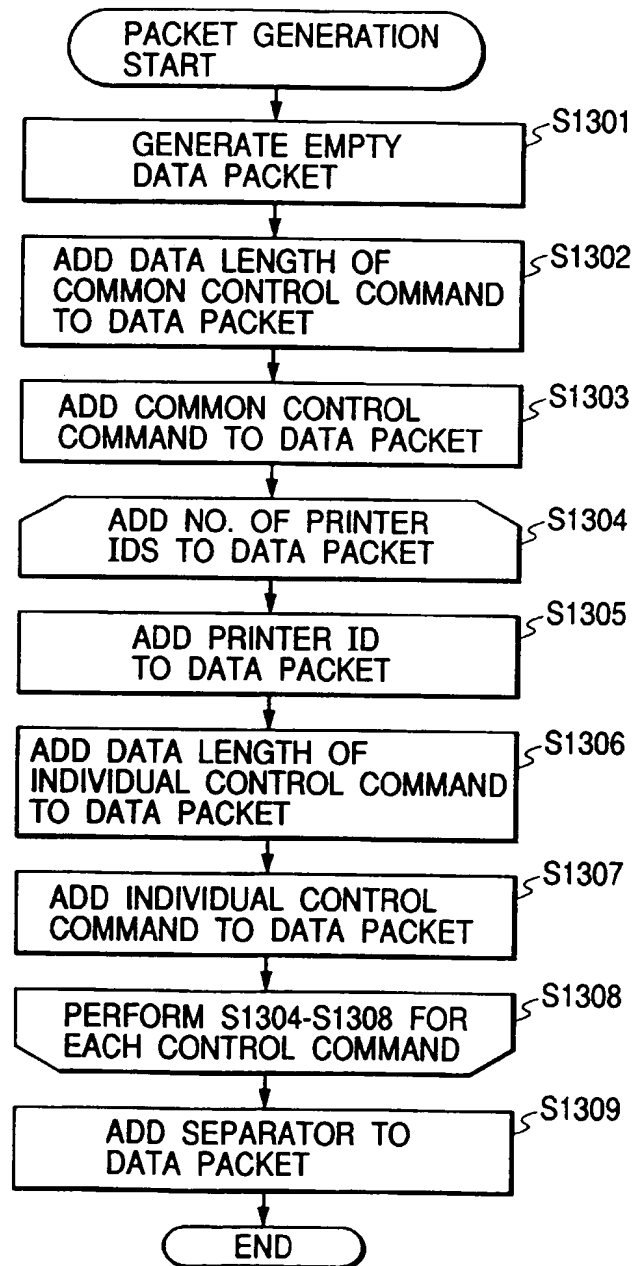 PACKET GENERATION
START
S1301
GENERATE EMPTY
DATA PACKET
S1302
ADD DATA LENGTH OF
COMMON CONTROL COMMAND
TO DATA PACKET
S1303
ADD COMMON CONTROL
COMMAND TO DATA PACKET
S1304
ADD NO. OF PRINTER
IDS TO DATA PACKET
S1305
ADD PRINTER ID
TO DATA PACKET
S1306
ADD DATA LENGTH OF
INDIVIDUAL CONTROL COMMAND
TO DATA PACKET
S1307
ADD INDIVIDUAL CONTROL
COMMAND TO DATA PACKET
S1308
PERFORM S1304-S1308 FOR
EACH CONTROL COMMAND
S1309
ADD SEPARATOR TO
DATA PACKET
END